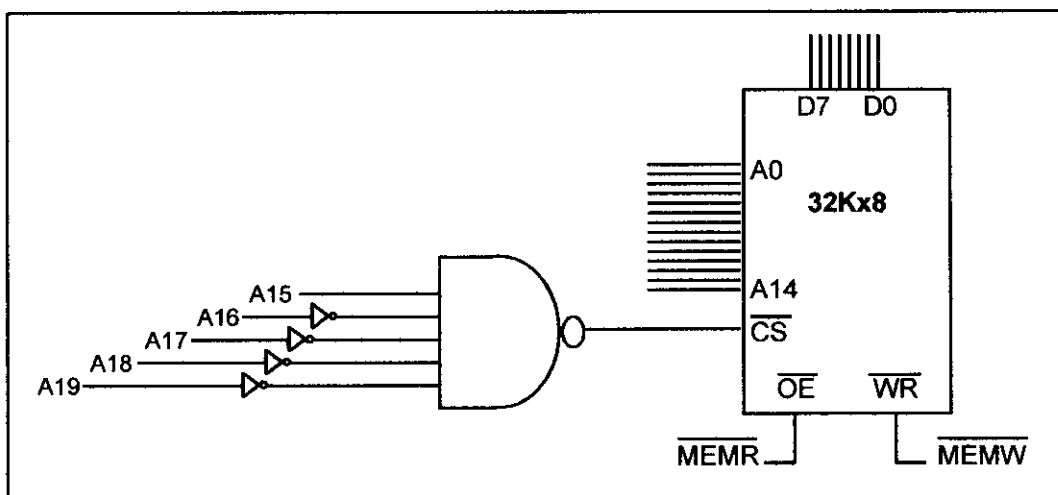 D7 D0
A0
32Kx8
A14
A15
A16
A17
A18
A19
CS
OE WR
MEMR MEMW